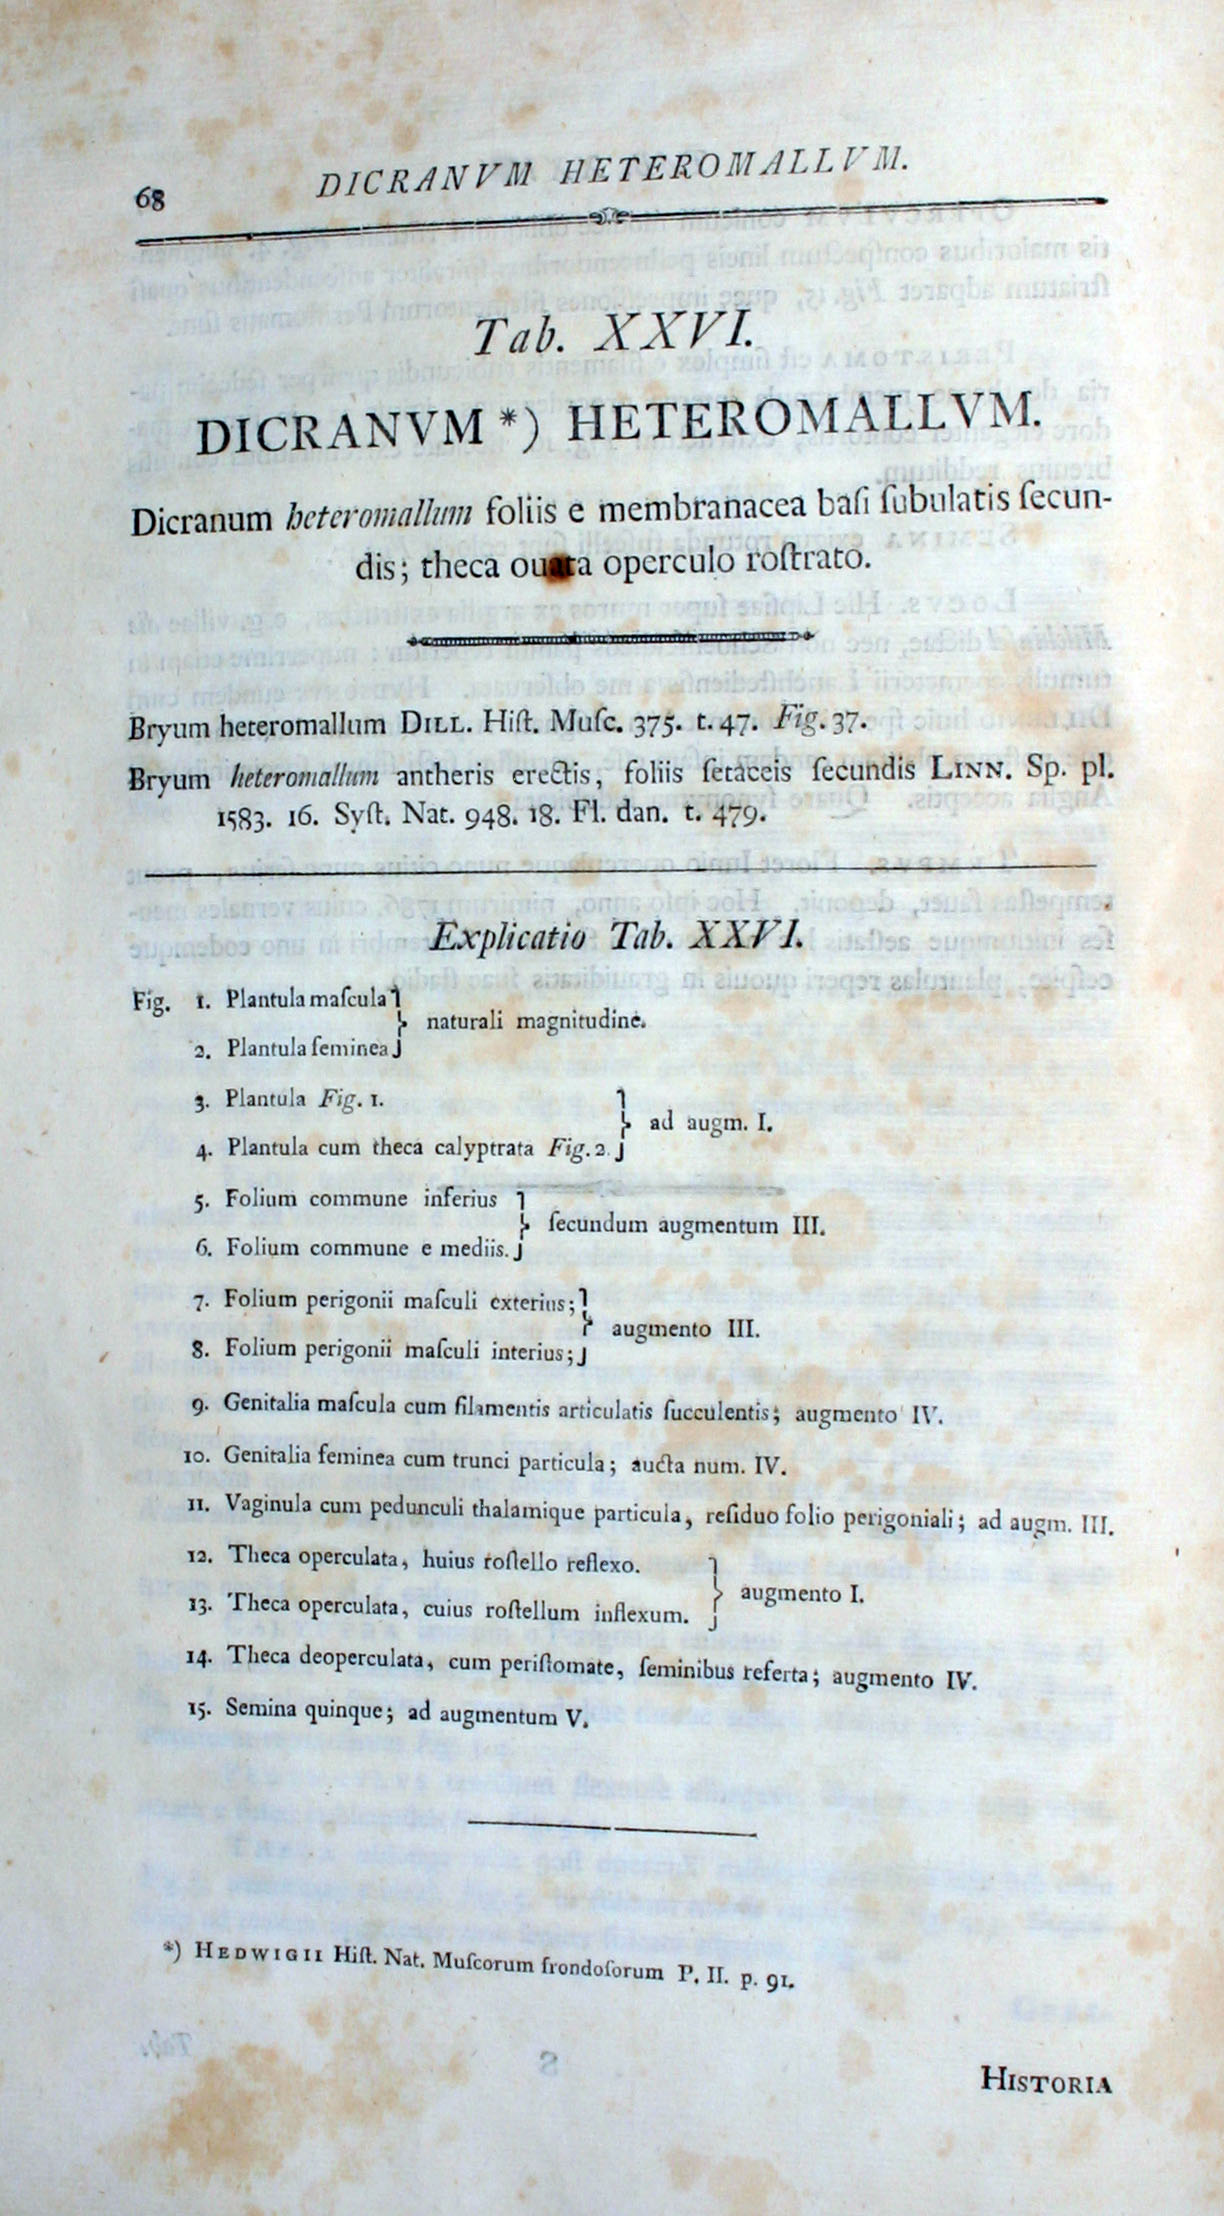 68 DICRANVM HETEROMALLVM.
Tab. XXVI.
DICRANVM *) HETEROMALLVM.
Dicranum heteromallum foliis e membranacea baſi ſubulatis ſecun-
dis; theca ouata operculo roſtrato.
Bryum heteromallum DILL. Hiſt. Muſc. 375. t. 47. Fig. 37.
Bryum heteromallum antheris erectis, foliis ſetaceis ſecundis LINN. Sp. pl.
1583. 16. Syſt. Nat. 948. 18. Fl. dan. t. 479.
Explicatio Tab. XXVI.
Fig. 1. Plantula maſcula
naturali magnitudine.
2. Plantula feminea
3. Plantula Fig. 1.
ad augm. I.
4. Plantula cum theca calyptrata Fig. 2.
5. Folium commune inferius
ſecundum augmentum III.
6. Folium commune e mediis.
7. Folium perigonii maſculi exterius;
augmento III.
8. Folium perigonii maſculi interius;
9. Genitalia maſcula cum filamentis articulatis ſucculentis; augmento IV.
10. Genitalia feminea cum trunci particula; aucta num. IV.
11. Vaginula cum pedunculi thalamique particula, reſiduo folio perigoniali; ad augm. III.
12. Theca operculata, huius roſtello reflexo.
augmento I.
13. Theca operculata, cuius roſtellum inflexum.
14. Theca deoperculata, cum periſtomate, ſeminibus referta; augmento IV.
15. Semina quinque; ad augmentum V.
*) HEDWIGII Hiſt. Nat. Muſcorum frondoſorum P. II. p. 91.
HISTORIA